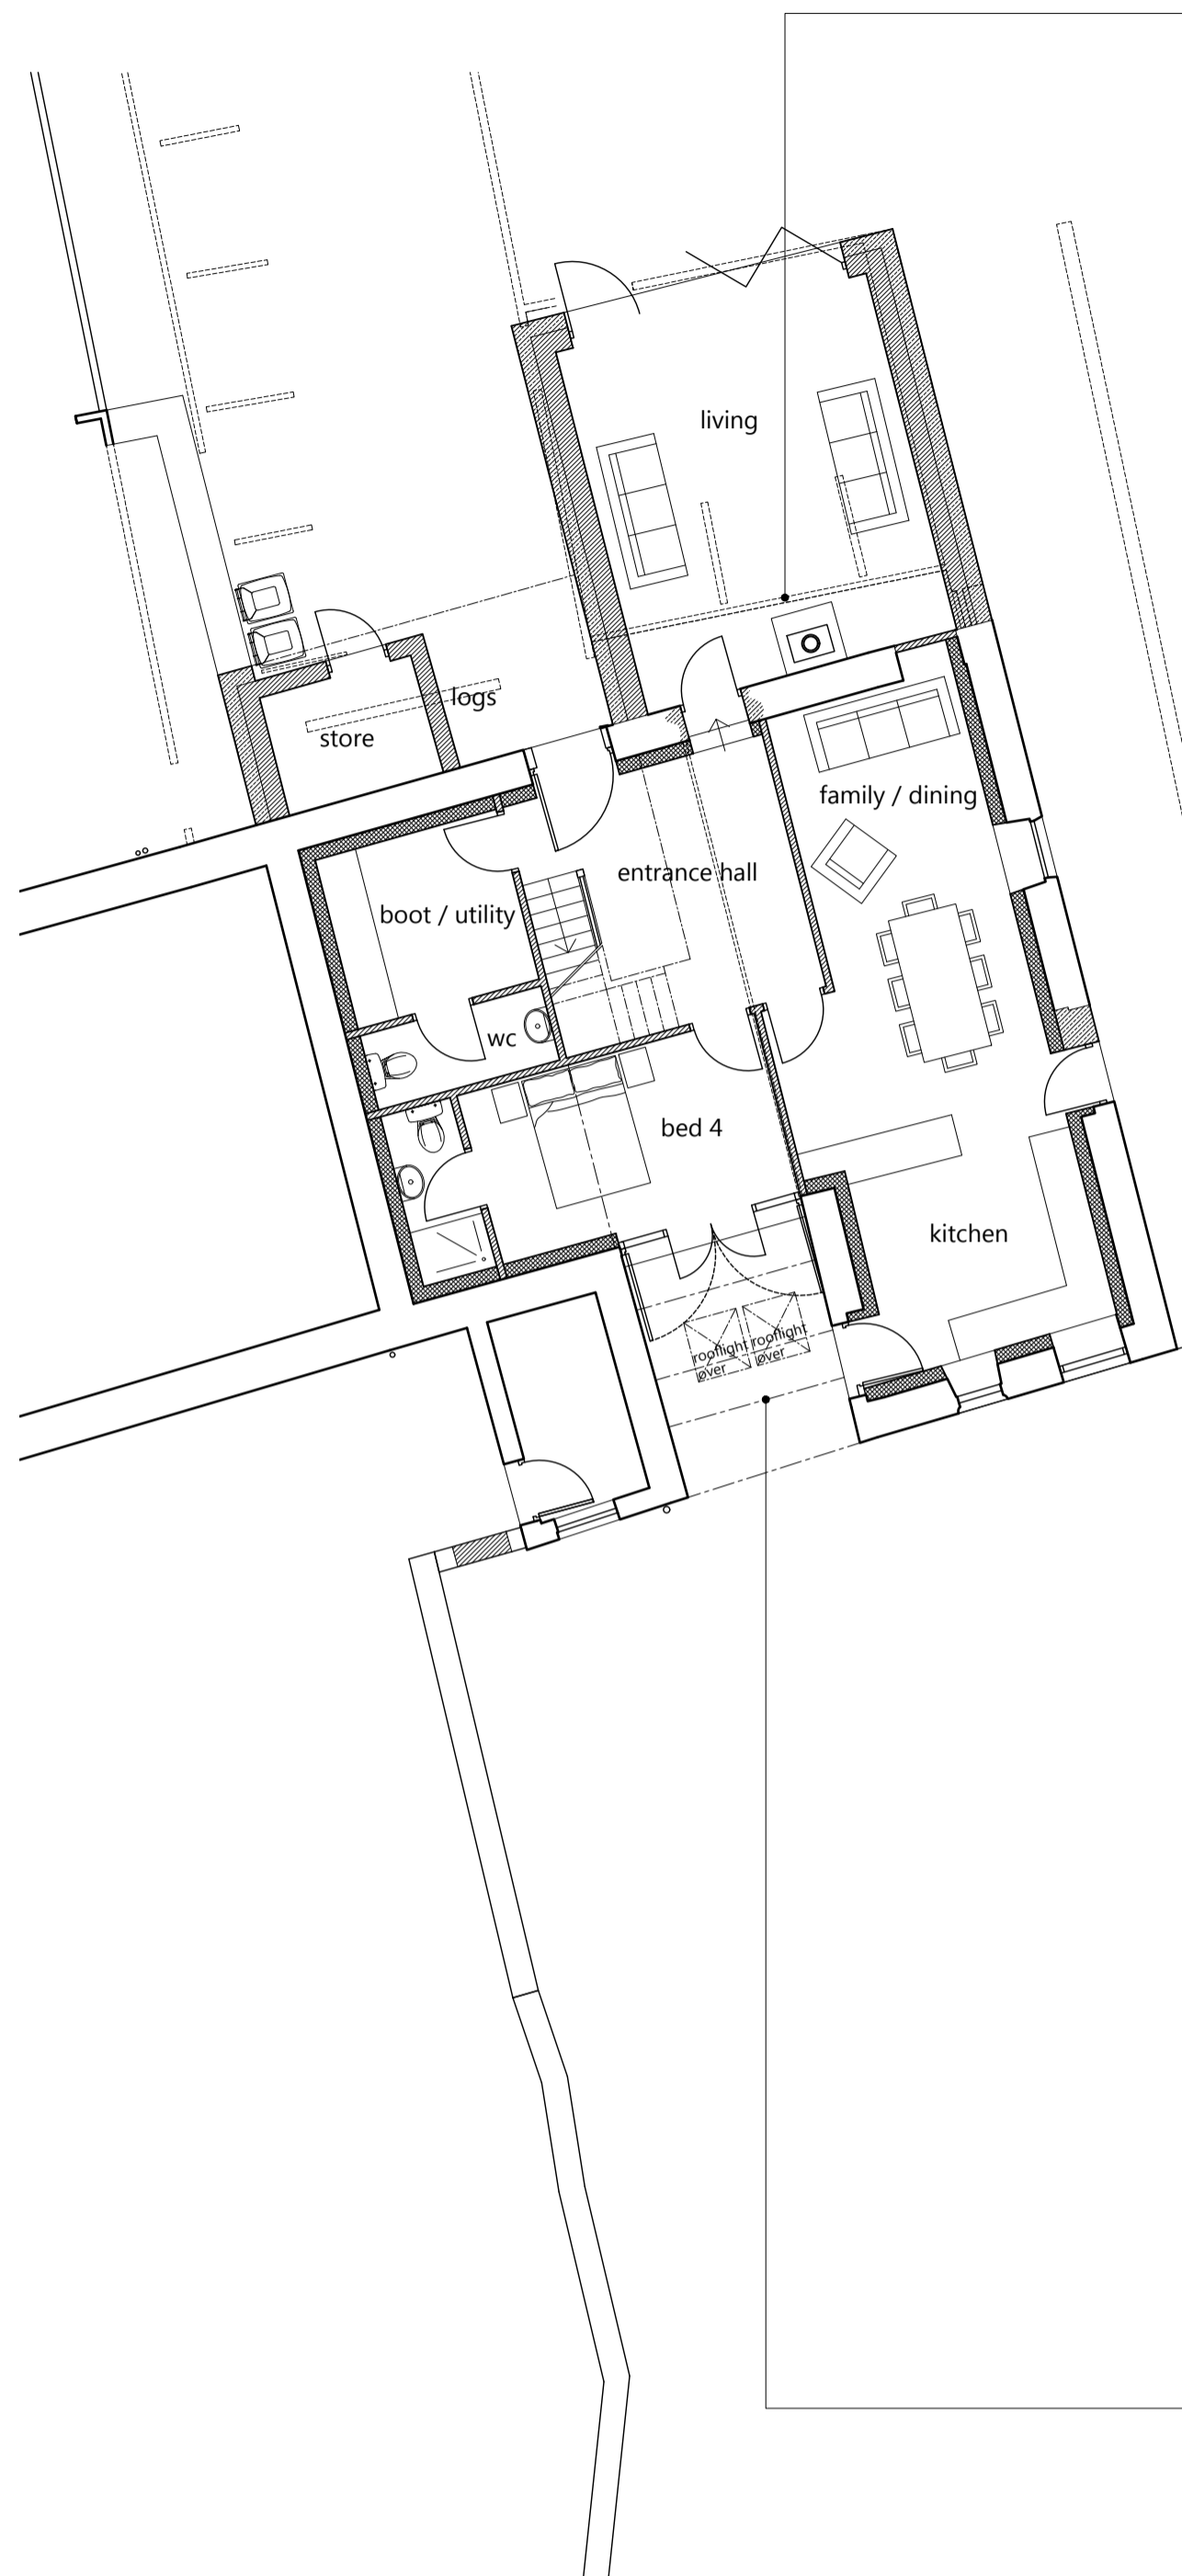 living
logs
store
family / dining
entrance hall
boot / utility
wc
bed 4
kitchen
rooflight
over
rooflight
over